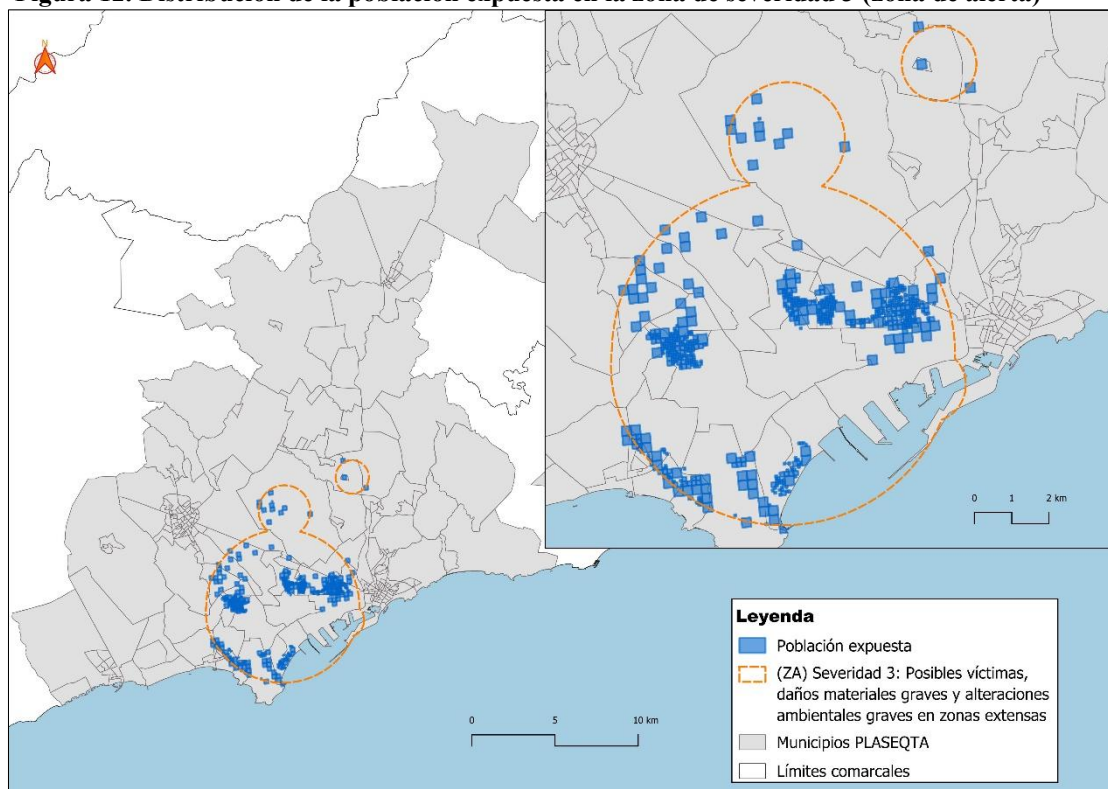 Figura 12. Distribución de la población expuesta en la zona de severidad 3 (zona de alerta)
N
0 1 2 km
Leyenda
Población expuesta
(ZA) Severidad 3: Posibles víctimas,
daños materiales graves y alteraciones
ambientales graves en zonas extensas
Municipios PLASEQTA
Límites comarcales
0 5 10 km